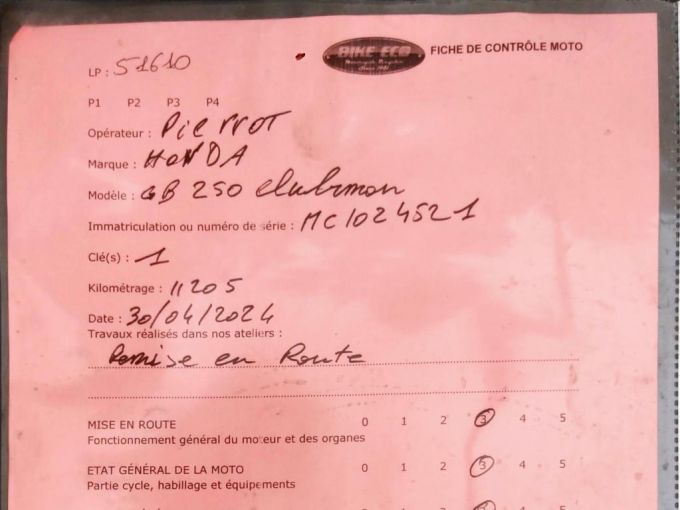 BIKE ECO
FICHE DE CONTRÔLE MOTO
LP : 51610
P1 P2 P3 P4
Opérateur : Pierrot
Marque : HONDA
Modèle : GB 250 Clubman
Immatriculation ou numéro de série : MC1024521
Clé(s) : 1
Kilométrage : 11205
Date : 30/04/2024
Travaux réalisés dans nos ateliers :
Remise en Route
MISE EN ROUTE 0 1 2 3 4 5
Fonctionnement général du moteur et des organes
ETAT GÉNÉRAL DE LA MOTO 0 1 2 3 4 5
Partie cycle, habillage et équipements